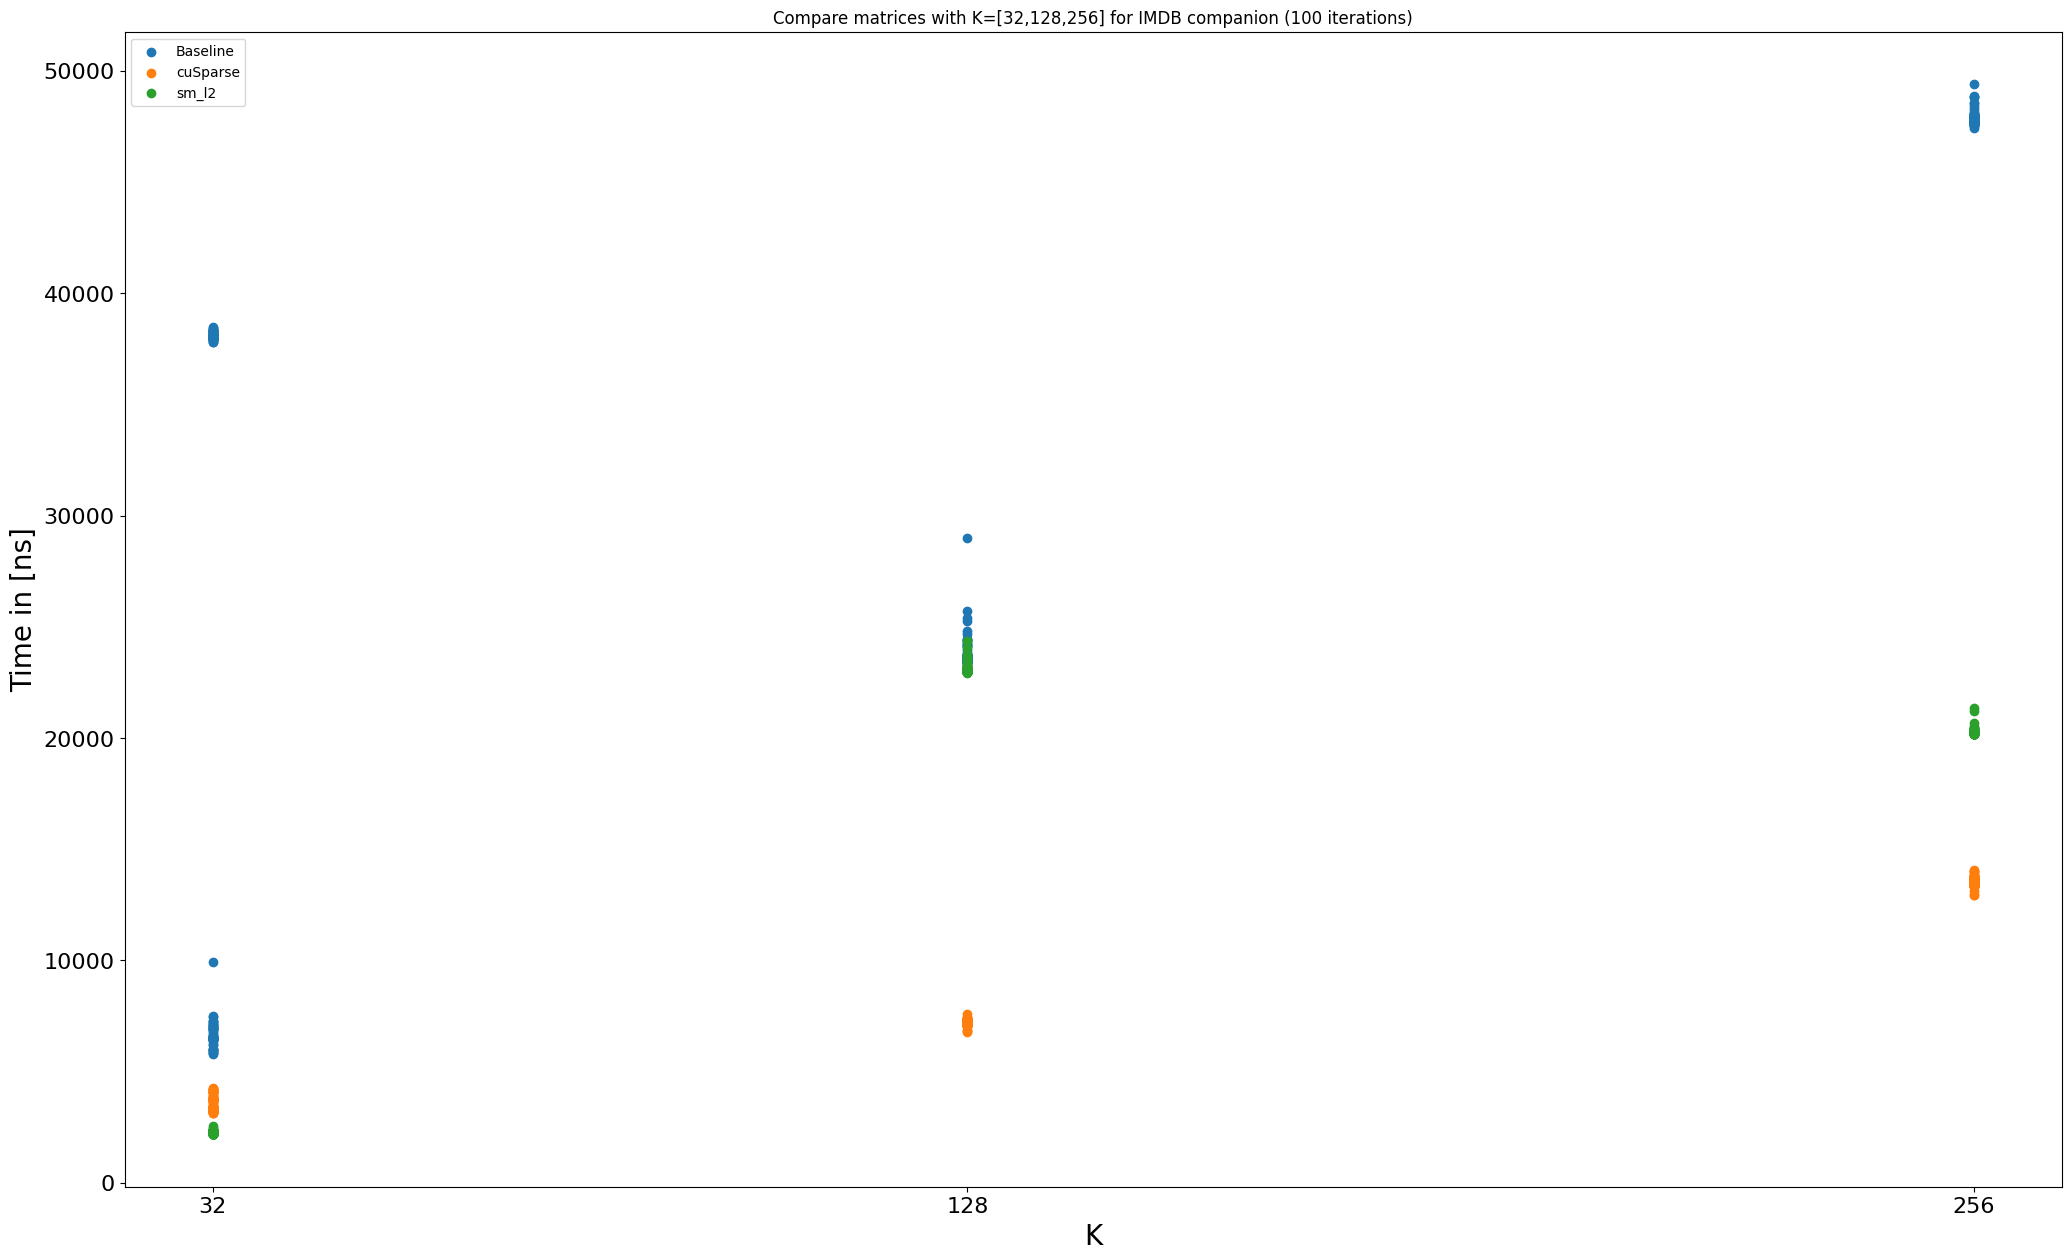 Compare matrices with K=[32,128,256] for IMDB companion (100 iterations)
Baseline
cuSparse
sm_l2
50000
40000
30000
20000
10000
0
Time in [ns]
32 128 256
K